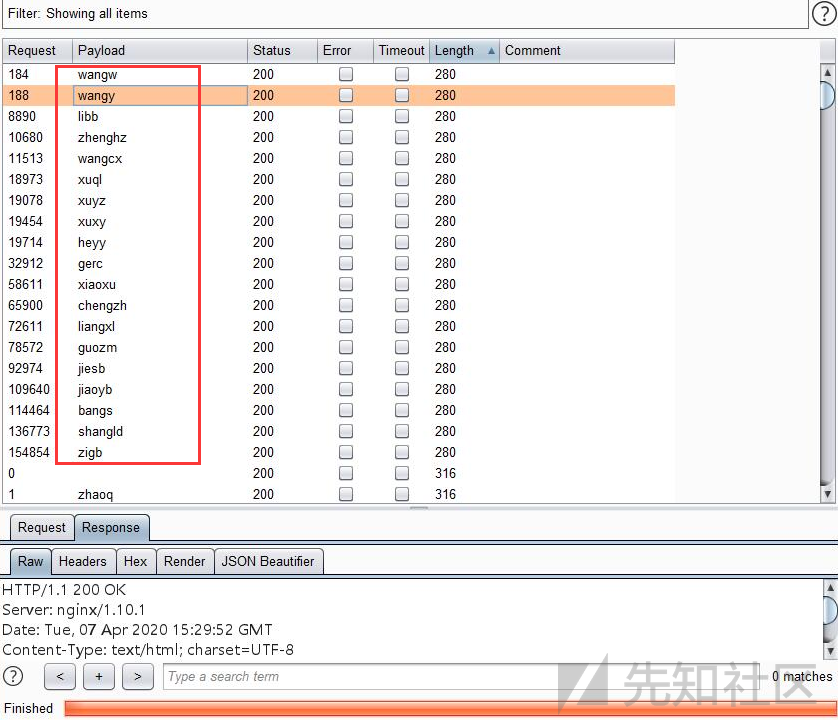 Filter: Showing all items
?
Request Payload Status Error Timeout Length Comment
184 wangw 200 280
188 wangy 200 280
8890 libb 200 280
10680 zhenghz 200 280
11513 wangcx 200 280
18973 xuql 200 280
19078 xuyz 200 280
19454 xuxy 200 280
19714 heyy 200 280
32912 gerc 200 280
58611 xiaoxu 200 280
65900 chengzh 200 280
72611 liangxl 200 280
78572 guozm 200 280
92974 jiesb 200 280
109640 jiaoyb 200 280
114464 bangs 200 280
136773 shangld 200 280
154854 zigb 200 280
0 200 316
1 zhaoq 200 316
Request Response
Raw Headers Hex Render JSON Beautifier
HTTP/1.1 200 OK
Server: nginx/1.10.1
Date: Tue, 07 Apr 2020 15:29:52 GMT
Content-Type: text/html; charset=UTF-8
? < + > Type a search term 0 matches
先知社区
Finished